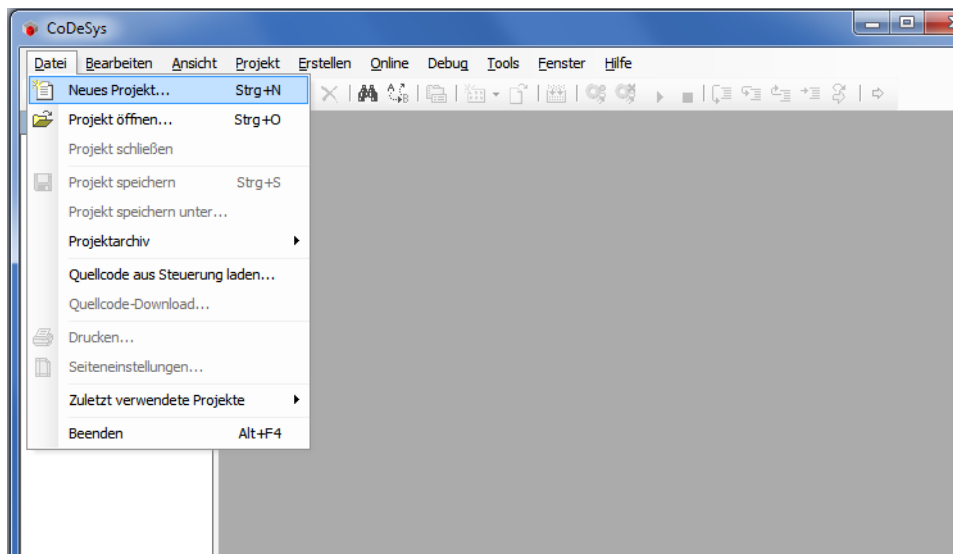 CoDeSys
Datei Bearbeiten Ansicht Projekt Erstellen Online Debug Tools Fenster Hilfe
Neues Projekt... Strg+N
Projekt öffnen... Strg+O
Projekt schließen
Projekt speichern Strg+S
Projekt speichern unter...
Projektarchiv
Quellcode aus Steuerung laden...
Quellcode-Download...
Drucken...
Seiteneinstellungen...
Zuletzt verwendete Projekte
Beenden Alt+F4